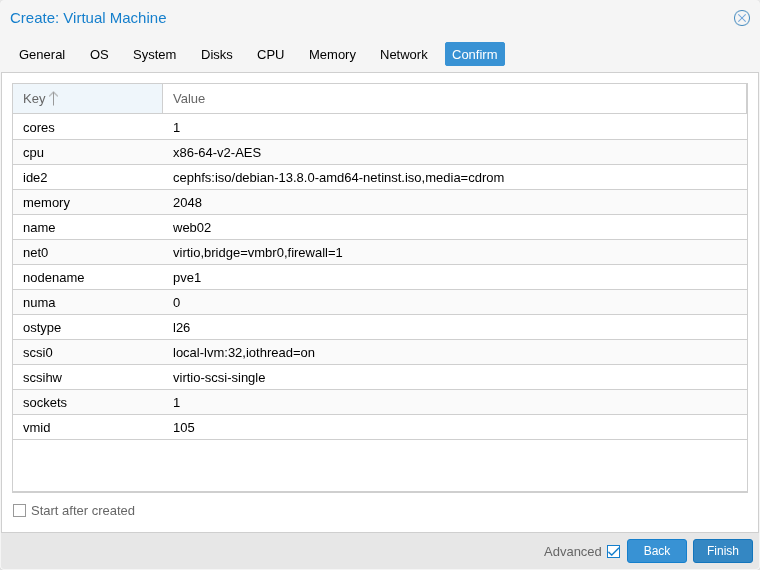 Create: Virtual Machine
General OS System Disks CPU Memory Network Confirm
Key Value
cores 1
cpu x86-64-v2-AES
ide2 cephfs:iso/debian-13.8.0-amd64-netinst.iso,media=cdrom
memory 2048
name web02
net0 virtio,bridge=vmbr0,firewall=1
nodename pve1
numa 0
ostype l26
scsi0 local-lvm:32,iothread=on
scsihw virtio-scsi-single
sockets 1
vmid 105
Start after created
Advanced Back Finish